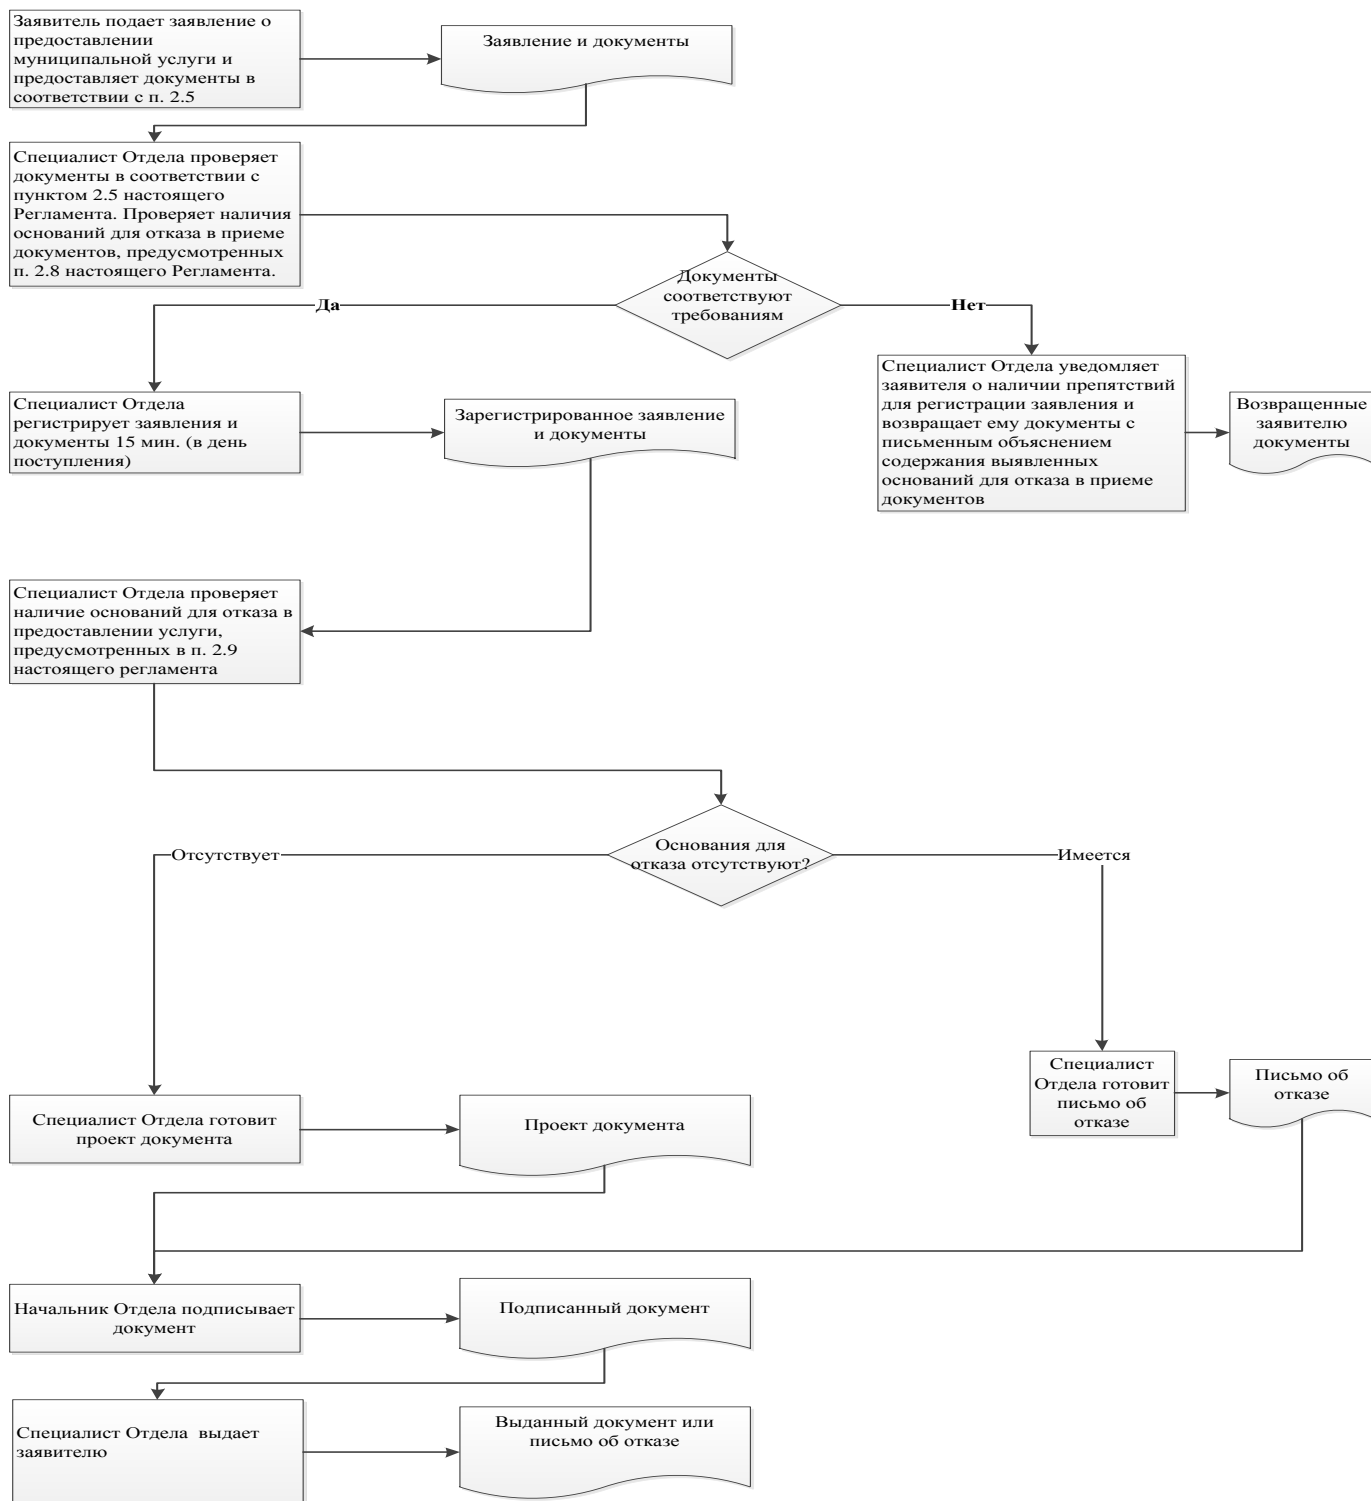 Заявитель подает заявление о
предоставлении
муниципальной услуги и
предоставляет документы в
соответствии с п. 2.5
Заявление и документы
Специалист Отдела проверяет
документы в соответствии с
пунктом 2.5 настоящего
Регламента. Проверяет наличия
оснований для отказа в приеме
документов, предусмотренных
п. 2.8 настоящего Регламента.
Документы
соответствуют
требованиям
Да
Нет
Специалист Отдела
регистрирует заявления и
документы 15 мин. (в день
поступления)
Зарегистрированное заявление
и документы
Специалист Отдела уведомляет
заявителя о наличии препятствий
для регистрации заявления и
возвращает ему документы с
письменным объяснением
содержания выявленных
оснований для отказа в приеме
документов
Возвращенные
заявителю
документы
Специалист Отдела проверяет
наличие оснований для отказа в
предоставлении услуги,
предусмотренных в п. 2.9
настоящего регламента
Основания для
отказа отсутствуют?
Отсутствует
Имеется
Специалист
Отдела готовит
письмо об
отказе
Письмо об
отказе
Специалист Отдела готовит
проект документа
Проект документа
Начальник Отдела подписывает
документ
Подписанный документ
Специалист Отдела  выдает
заявителю
Выданный документ или
письмо об отказе